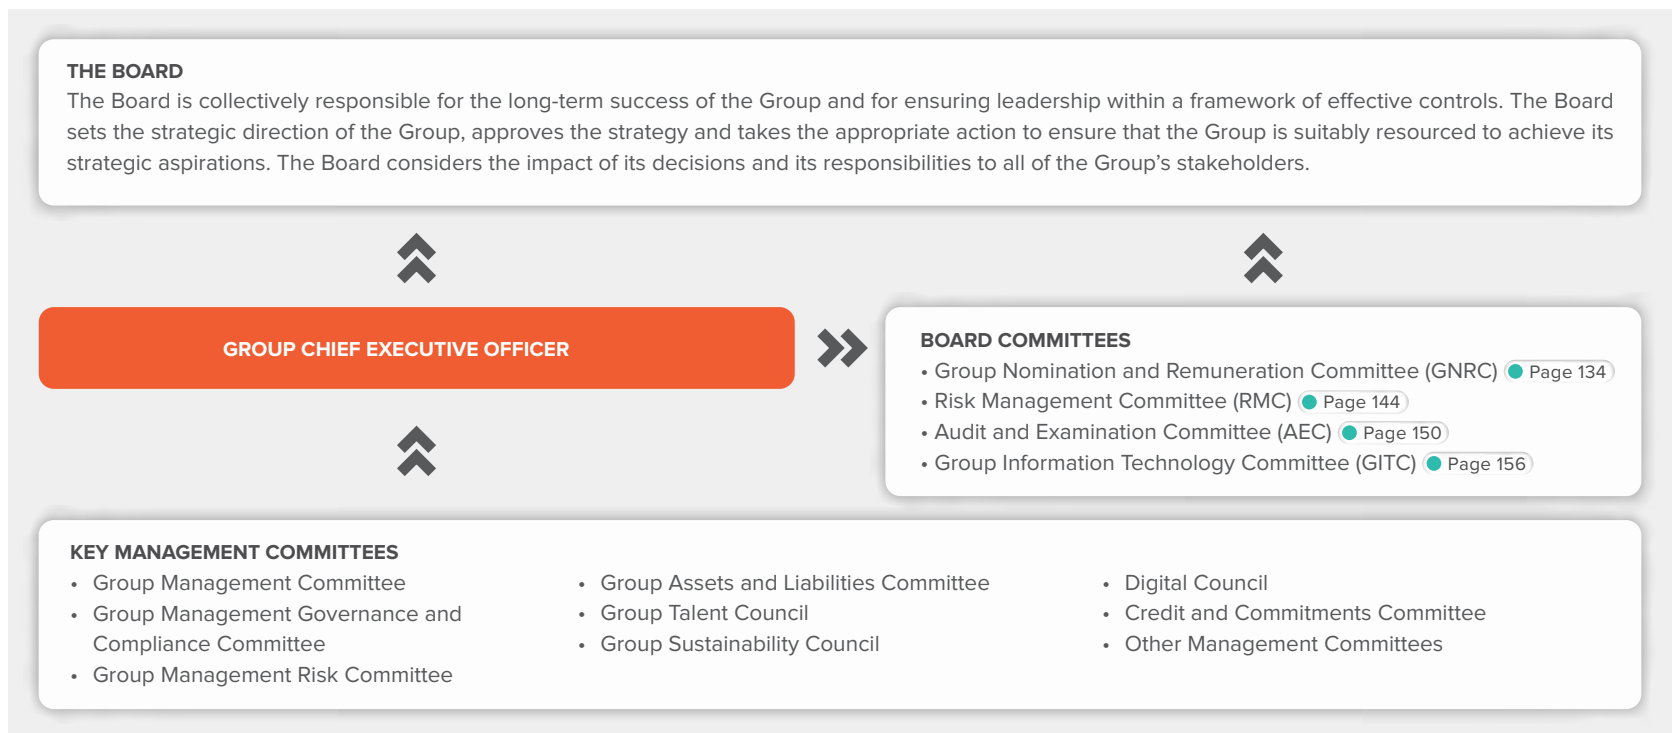 THE BOARD
The Board is collectively responsible for the long-term success of the Group and for ensuring leadership within a framework of effective controls. The Board
sets the strategic direction of the Group, approves the strategy and takes the appropriate action to ensure that the Group is suitably resourced to achieve its
strategic aspirations. The Board considers the impact of its decisions and its responsibilities to all of the Group’s stakeholders.
GROUP CHIEF EXECUTIVE OFFICER
BOARD COMMITTEES
• Group Nomination and Remuneration Committee (GNRC) Page 134
• Risk Management Committee (RMC) Page 144
• Audit and Examination Committee (AEC) Page 150
• Group Information Technology Committee (GITC) Page 156
KEY MANAGEMENT COMMITTEES
• Group Management Committee
• Group Management Governance and
Compliance Committee
• Group Management Risk Committee
• Group Assets and Liabilities Committee
• Group Talent Council
• Group Sustainability Council
• Digital Council
• Credit and Commitments Committee
• Other Management Committees